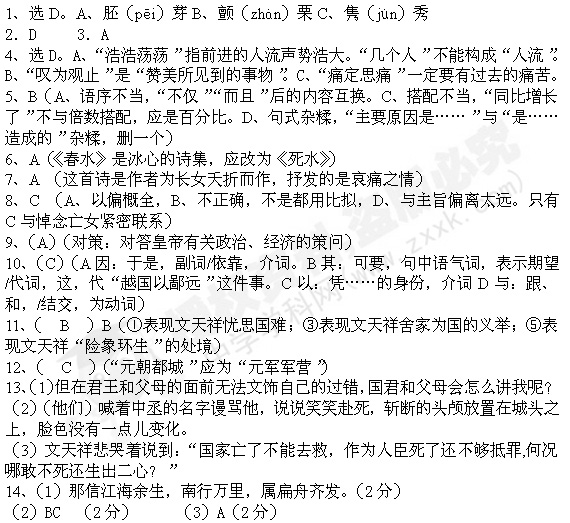 1、选D。A、胚（pēi）芽B、颤（zhàn）栗C、隽（jùn）秀
2．D 3．A
4、选D。A、“浩浩荡荡”指前进的人流声势浩大。“几个人”不能构成“人流”。
B、“叹为观止”是“赞美所见到的事物”。C、“痛定思痛”一定要有过去的痛苦。
5、B（A、语序不当，“不仅”“而且”后的内容互换。C、搭配不当，“同比增长
了”不与倍数搭配，应是百分比。D、句式杂糅，“主要原因是……”与“是……
造成的”杂糅，删一个）
6、A（《春水》是冰心的诗集，应改为《死水》）
7、A （这首诗是作者为长女夭折而作，抒发的是哀痛之情）
8、C （A、以偏概全，B、不正确，不是都用比拟，D、与主旨偏离太远。只有
C与悼念亡女紧密联系）
9、（A）（对策：对答皇帝有关政治、经济的策问）
10、（C）（A因：于是，副词/依靠，介词。B其：可要，句中语气词，表示期望
/代词，这，代“越国以鄙远”这件事。C以：凭……的身份，介词 D与：跟、
和，/结交，为动词）
11、（ B ）B（①表现文天祥忧思国难；③表现文天祥舍家为国的义举；⑤表
现文天祥“险象环生”的处境）
12、（ C ）（“元朝都城”应为“元军军营”）
13、（1）但在君王和父母的面前无法文饰自己的过错，国君和父母会怎么讲我呢？
（2）（他们）喊着中丞的名字谩骂他，说说笑笑赴死，斩断的头颅放置在城头之
上，脸色没有一点儿变化。
（3）文天祥悲哭着说到：“国家亡了不能去救，作为人臣死了还不够抵罪，何况
哪敢不死还生出二心？”
14、（1）那信江海余生，南行万里，属扁舟齐发。（2分）
（2）BC （2分） （3）A（2分）